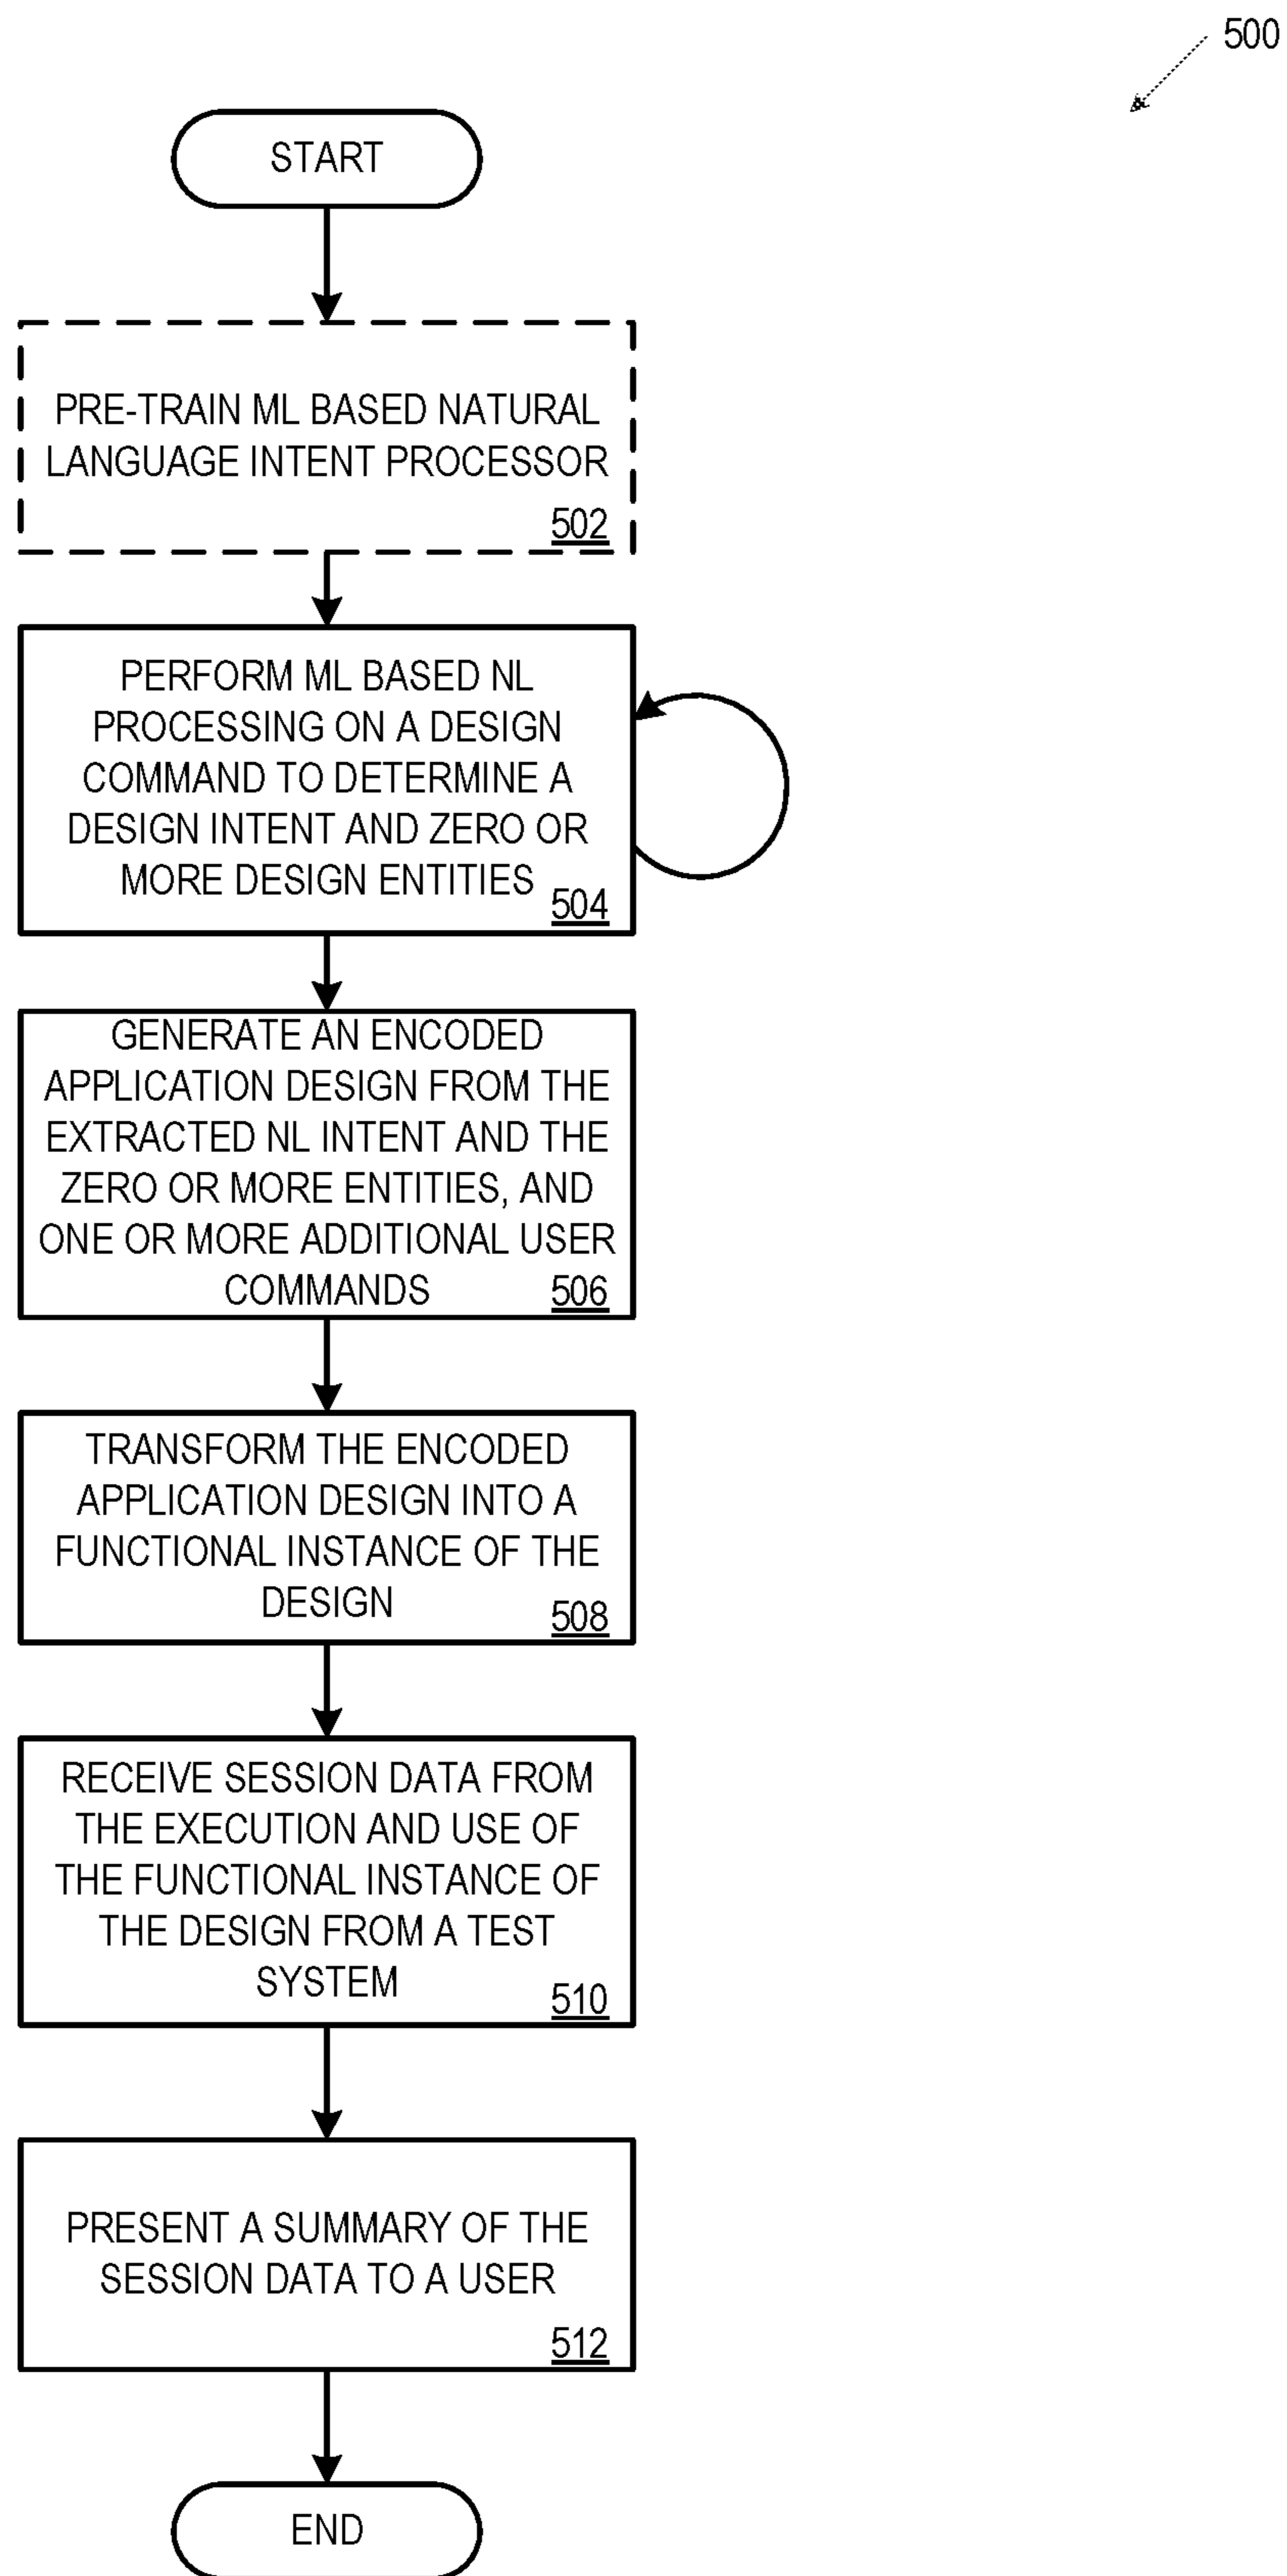 500
START
PRE-TRAIN ML BASED NATURAL
LANGUAGE INTENT PROCESSOR
502
PERFORM ML BASED NL
PROCESSING ON A DESIGN
COMMAND TO DETERMINE A
DESIGN INTENT AND ZERO OR
MORE DESIGN ENTITIES
504
GENERATE AN ENCODED
APPLICATION DESIGN FROM THE
EXTRACTED NL INTENT AND THE
ZERO OR MORE ENTITIES, AND
ONE OR MORE ADDITIONAL USER
COMMANDS 506
TRANSFORM THE ENCODED
APPLICATION DESIGN INTO A
FUNCTIONAL INSTANCE OF THE
DESIGN
508
RECEIVE SESSION DATA FROM
THE EXECUTION AND USE OF
THE FUNCTIONAL INSTANCE OF
THE DESIGN FROM A TEST
SYSTEM
510
PRESENT A SUMMARY OF THE
SESSION DATA TO A USER
512
END